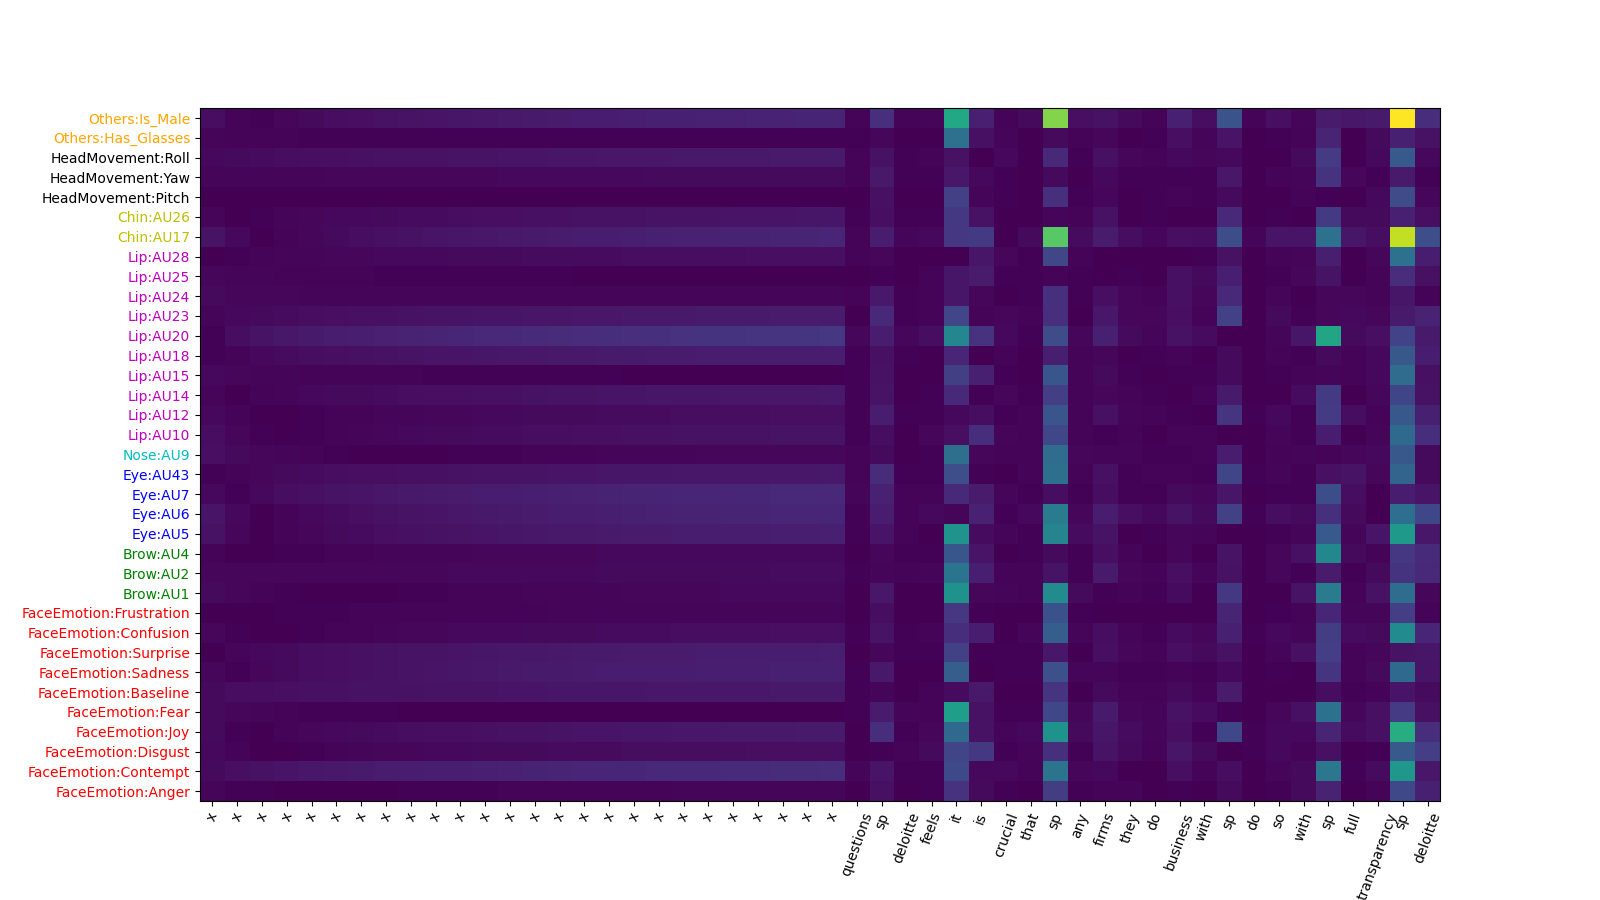 Others:Is_Male
Others:Has_Glasses
HeadMovement:Roll
HeadMovement:Yaw
HeadMovement:Pitch
Chin:AU26
Chin:AU17
Lip:AU28
Lip:AU25
Lip:AU24
Lip:AU23
Lip:AU20
Lip:AU18
Lip:AU15
Lip:AU14
Lip:AU12
Lip:AU10
Nose:AU9
Eye:AU43
Eye:AU7
Eye:AU6
Eye:AU5
Brow:AU4
Brow:AU2
Brow:AU1
FaceEmotion:Frustration
FaceEmotion:Confusion
FaceEmotion:Surprise
FaceEmotion:Sadness
FaceEmotion:Baseline
FaceEmotion:Fear
FaceEmotion:Joy
FaceEmotion:Disgust
FaceEmotion:Contempt
FaceEmotion:Anger
x x x x x x x x x x x x x x x x x x x x x x x x x x questions sp deloitte feels it is crucial that sp any firms they do business with sp do so with sp full transparency sp deloitte